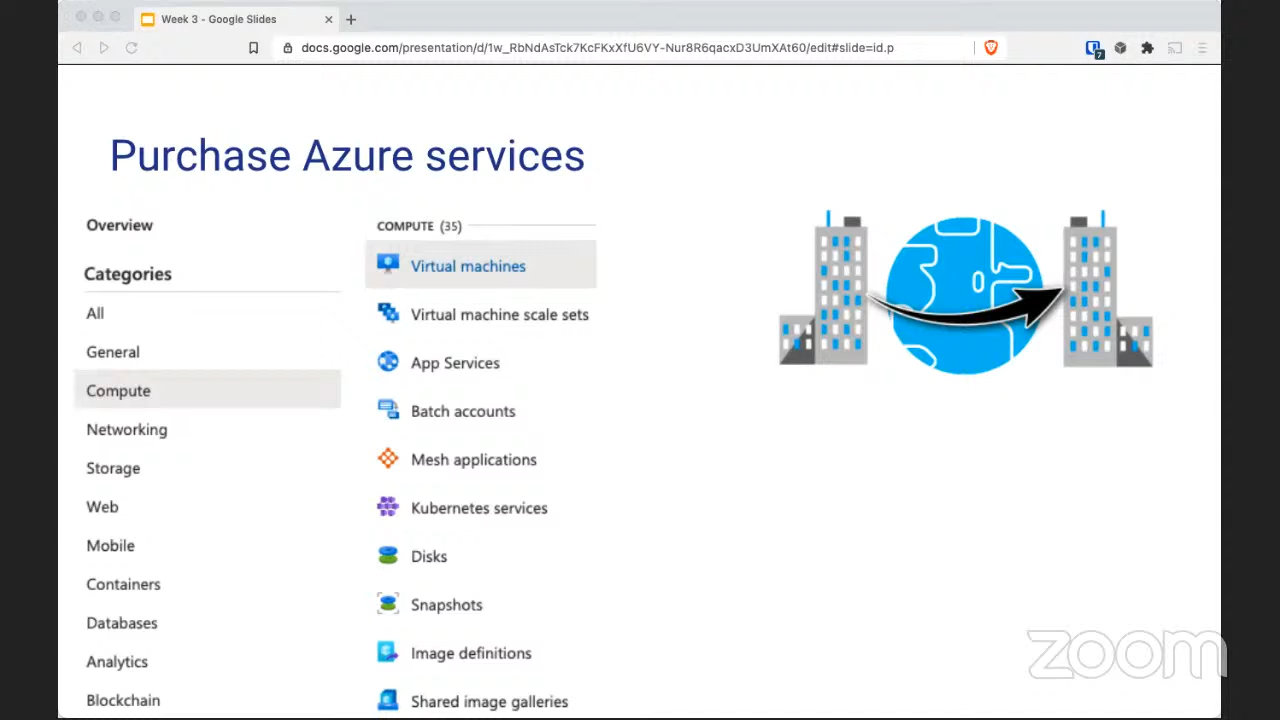 Week 3 - Google Slides
docs.google.com/presentation/d/1w_RbNdAsTck7KcFKxXfU6VY-Nur8R6qacxD3UmXAt60/edit#slide=id.p
7
Purchase Azure services
Overview
Categories
All
General
Compute
Networking
Storage
Web
Mobile
Containers
Databases
Analytics
Blockchain
COMPUTE (35)
Virtual machines
Virtual machine scale sets
App Services
Batch accounts
Mesh applications
Kubernetes services
Disks
Snapshots
Image definitions
Shared image galleries
zoom